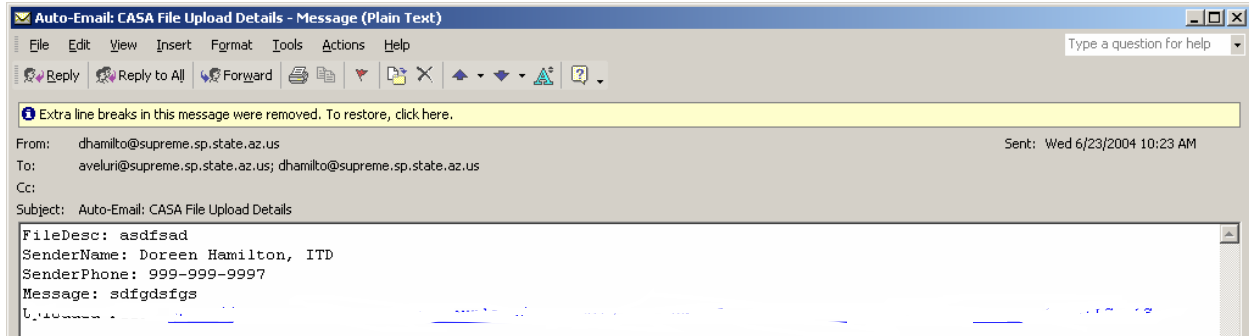 Auto-Email: CASA File Upload Details - Message (Plain Text)
File Edit View Insert Format Tools Actions Help Type a question for help
Reply Reply to All Forward
Extra line breaks in this message were removed. To restore, click here.
From: dhamilto@supreme.sp.state.az.us Sent: Wed 6/23/2004 10:23 AM
To: aveluri@supreme.sp.state.az.us; dhamilto@supreme.sp.state.az.us
Cc:
Subject: Auto-Email: CASA File Upload Details
FileDesc: asdfsad
SenderName: Doreen Hamilton, ITD
SenderPhone: 999-999-9997
Message: sdfgdsfgs